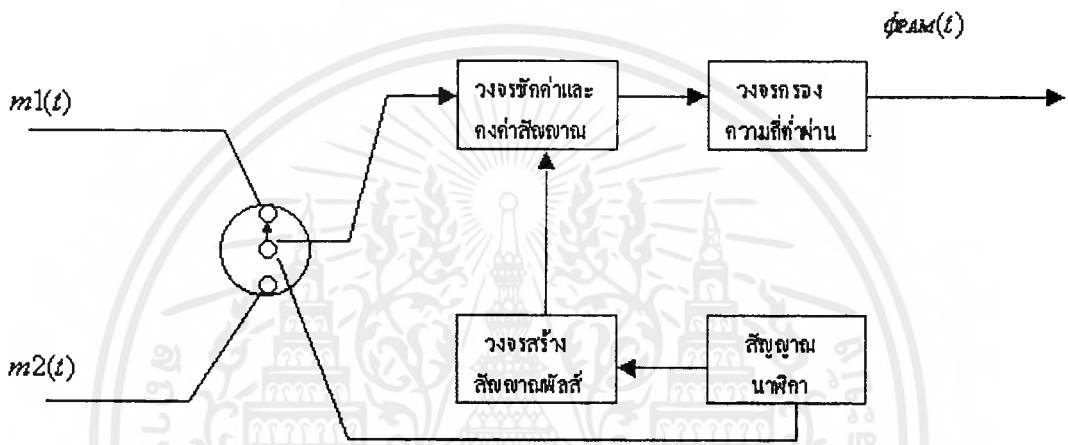 ϕPAM(t)
m1(t)
วงจรชักค่าและ
คงค่าสัญญาณ
วงจรกรอง
ความถี่ต่ำผ่าน
m2(t)
วงจรสร้าง
สัญญาณพัลส์
สัญญาณ
นาฬิกา